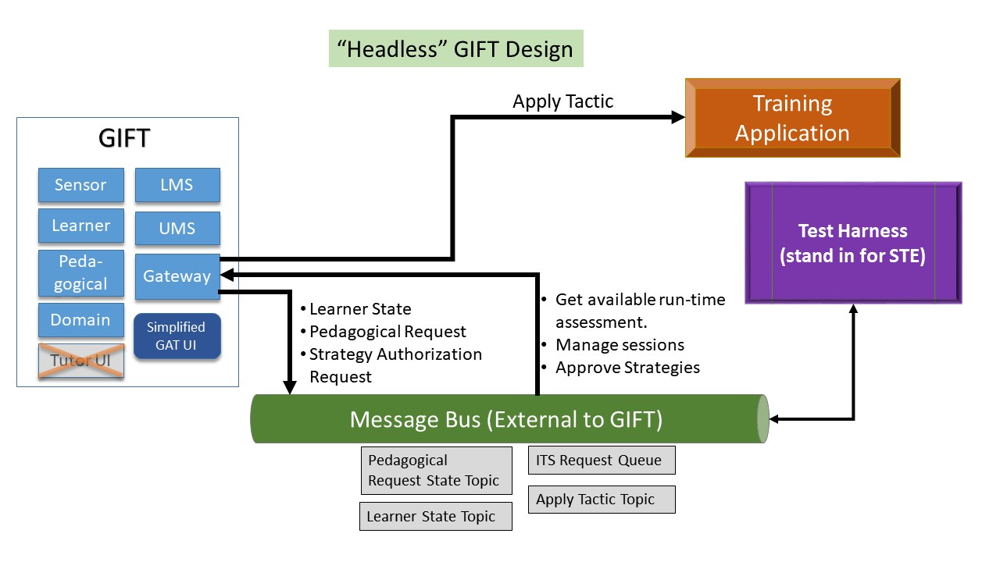 “Headless” GIFT Design
Apply Tactic
Training
Application
GIFT
Sensor
LMS
Learner
UMS
Peda-
gogical
Gateway
Domain
Simplified
GAT UI
Tutor UI
Test Harness
(stand in for STE)
• Learner State
• Pedagogical Request
• Strategy Authorization
Request
• Get available run-time
assessment.
• Manage sessions
• Approve Strategies
Message Bus (External to GIFT)
Pedagogical
Request State Topic
ITS Request Queue
Learner State Topic
Apply Tactic Topic